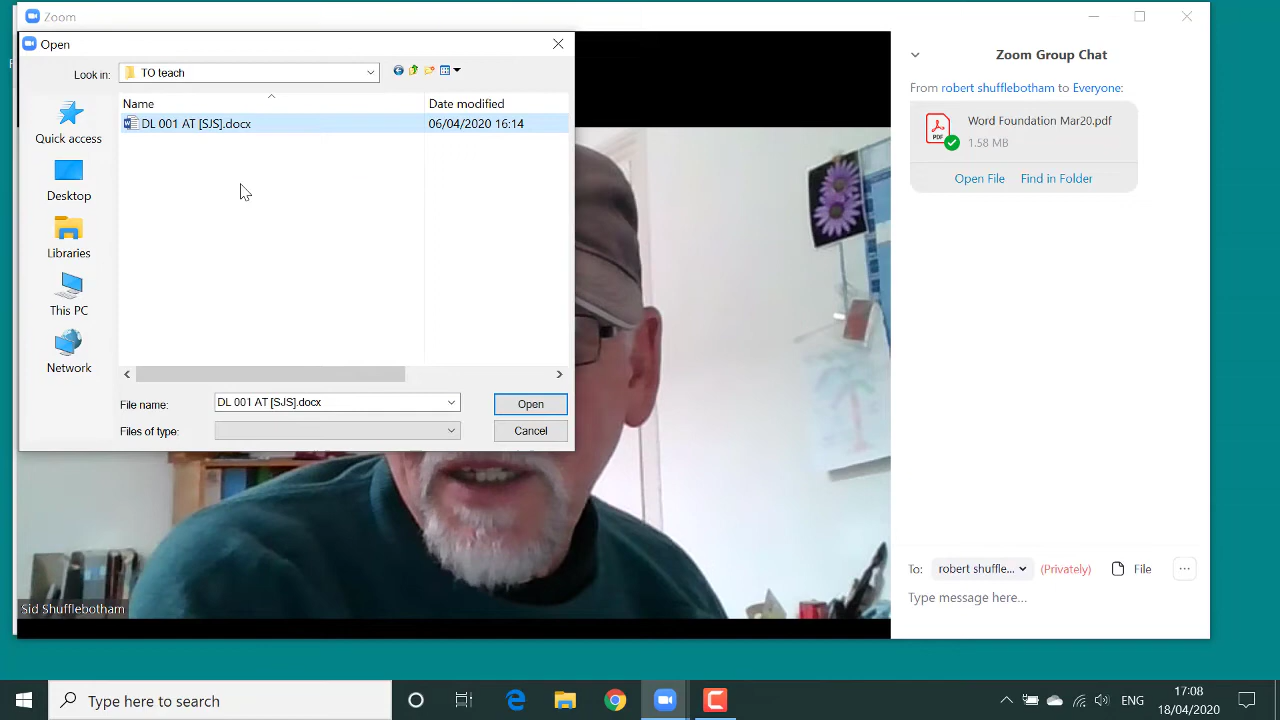 Zoom
Open
Look in:
TO teach
Name
Date modified
DL 001 AT [SJS].docx
06/04/2020 16:14
Quick access
Desktop
Libraries
This PC
Network
File name:
DL 001 AT [SJS].docx
Open
Files of type:
Cancel
Sid Shufflebotham
Zoom Group Chat
From robert shufflebotham to Everyone:
Word Foundation Mar20.pdf
PDF
1.58 MB
Open File Find in Folder
To: robert shuffle... (Privately) File
Type message here...
Type here to search
ENG
17:08
18/04/2020